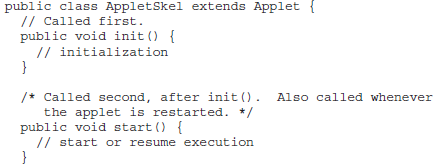 public class AppletSkel extends Applet {
// Called first.
public void init() {
// initialization
}
/* Called second, after init(). Also called whenever
the applet is restarted. */
public void start() {
// start or resume execution
}